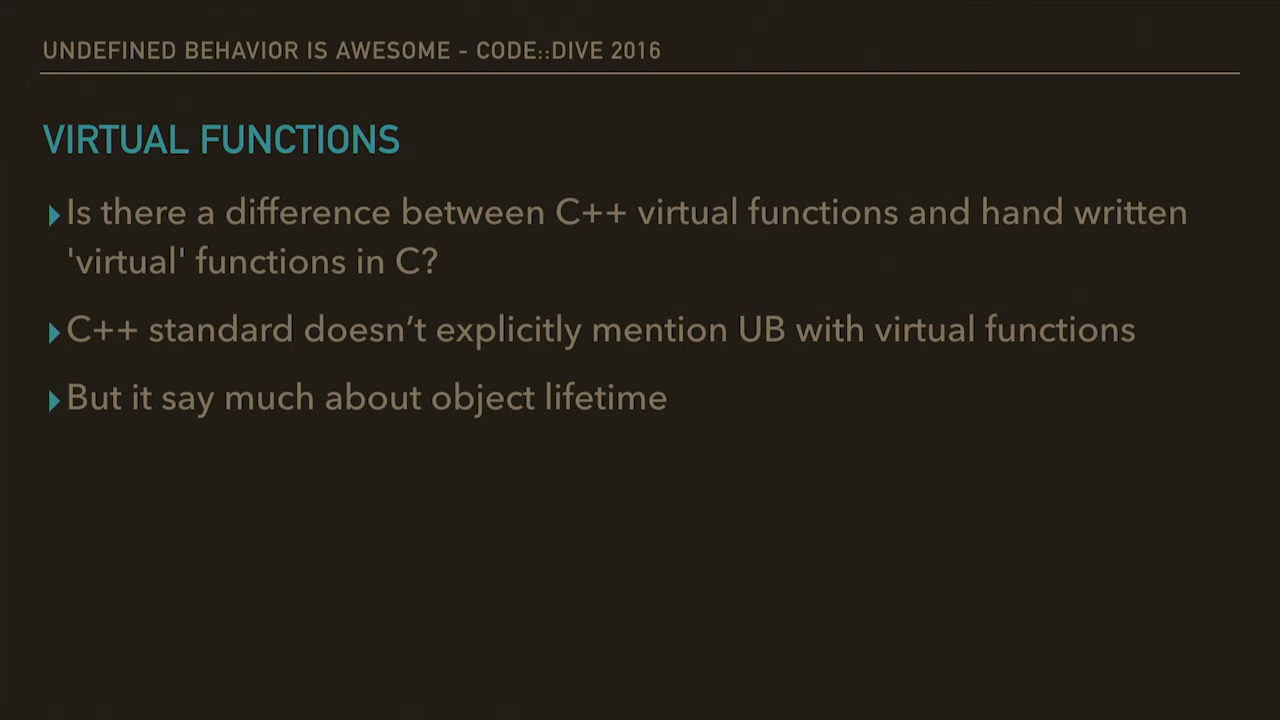 UNDEFINED BEHAVIOR IS AWESOME - CODE::DIVE 2016
VIRTUAL FUNCTIONS
Is there a difference between C++ virtual functions and hand written
'virtual' functions in C?
C++ standard doesn’t explicitly mention UB with virtual functions
But it say much about object lifetime